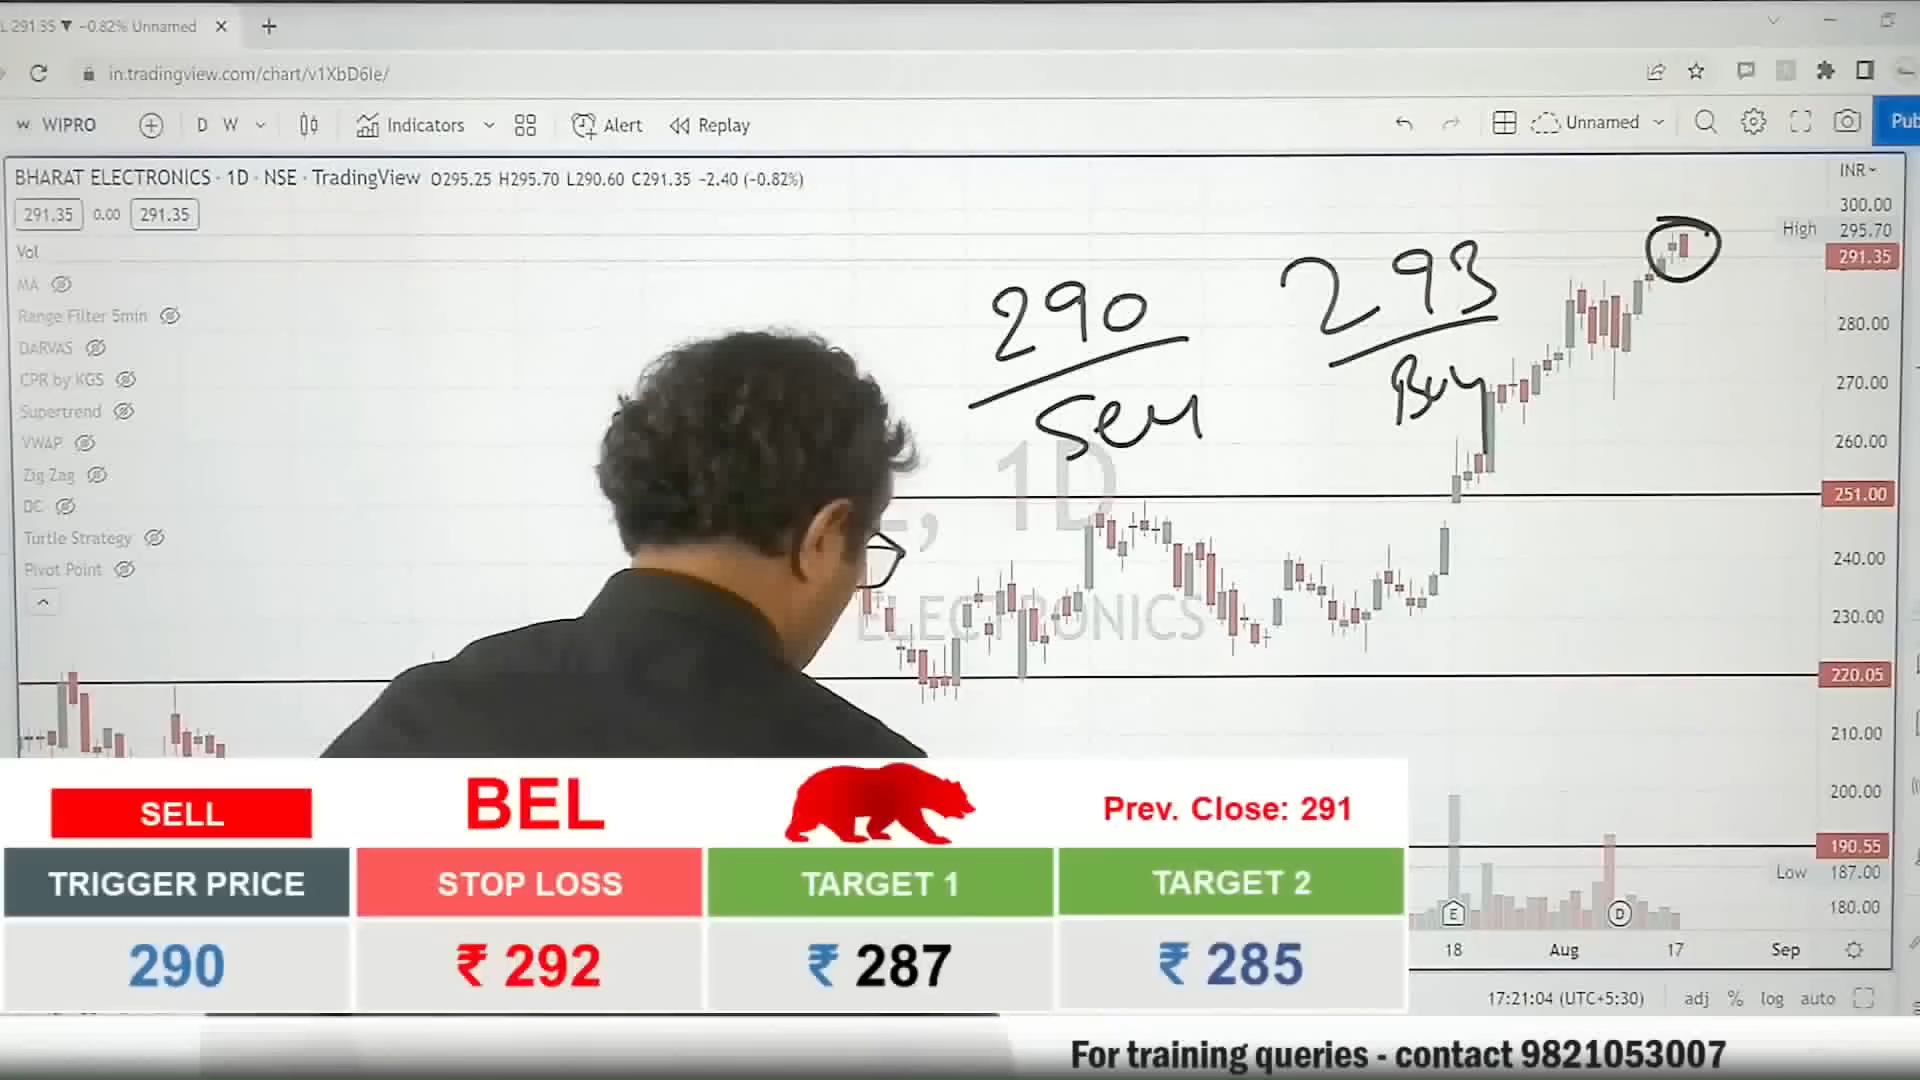 L 291.35 ▼ −0.82% Unnamed
in.tradingview.com/chart/v1XbD6Ie/
WIPRO D W Indicators Alert Replay Unnamed Pub
BHARAT ELECTRONICS · 1D · NSE · TradingView O295.25 H295.70 L290.60 C291.35 −2.40 (−0.82%)
INR
291.35 0.00 291.35
300.00
High 295.70
291.35
Vol
MA
Range Filter 5min
DARVAS
CPR by KGS
Supertrend
VWAP
Zig Zag
DC
Turtle Strategy
Pivot Point
290
Sell
293
Buy
, 1D
ELECTRONICS
280.00
270.00
260.00
251.00
240.00
230.00
220.05
210.00
200.00
190.55
Low 187.00
180.00
E D
18 Aug 17 Sep
17:21:04 (UTC+5:30) adj % log auto
SELL BEL Prev. Close: 291
TRIGGER PRICE STOP LOSS TARGET 1 TARGET 2
290 ₹ 292 ₹ 287 ₹ 285
For training queries - contact 9821053007